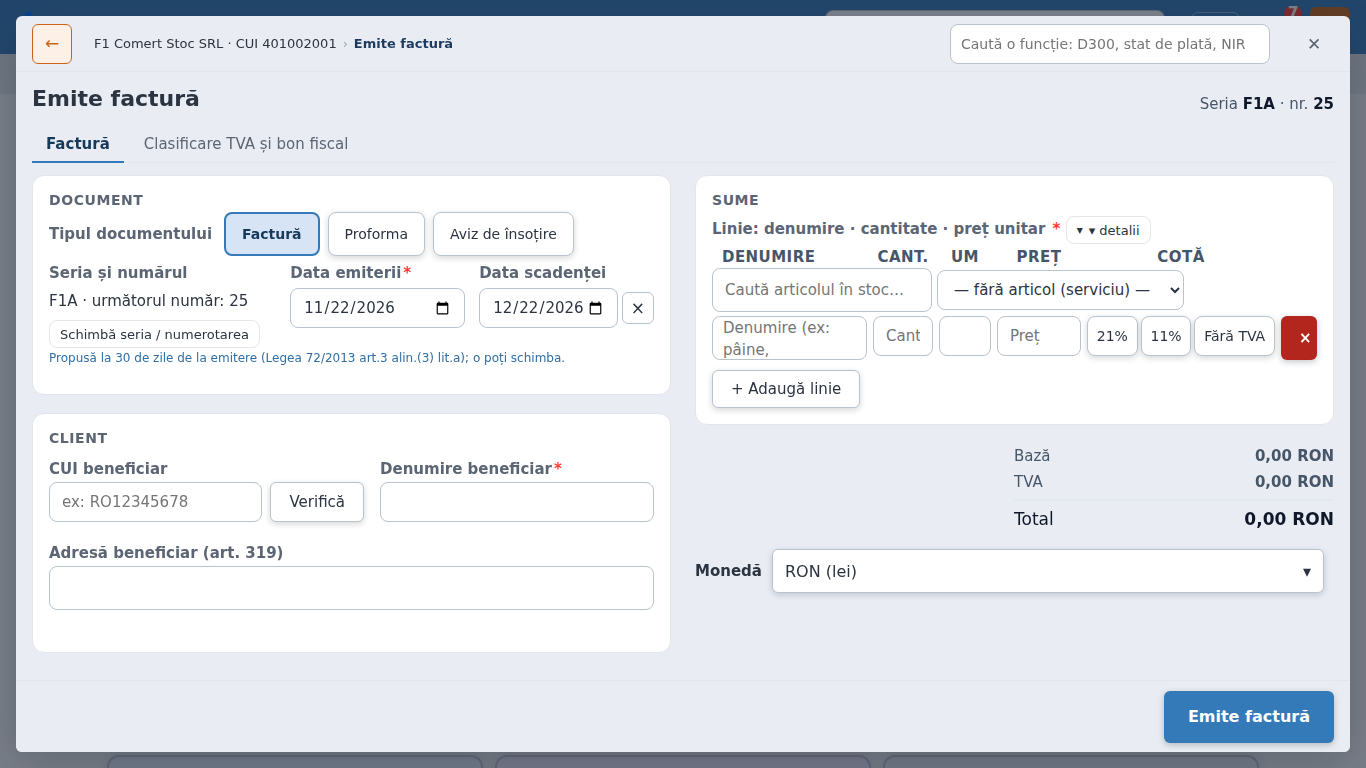 7
←
F1 Comert Stoc SRL · CUI 401002001 › Emite factură
Caută o funcție: D300, stat de plată, NIR
✕
Emite factură
Seria F1A · nr. 25
Factură
Clasificare TVA și bon fiscal
DOCUMENT
Tipul documentului
Factură
Proforma
Aviz de însoțire
Seria și numărul
Data emiterii*
Data scadenței
F1A · următorul număr: 25
11/22/2026
12/22/2026
×
Schimbă seria / numerotarea
Propusă la 30 de zile de la emitere (Legea 72/2013 art.3 alin.(3) lit.a); o poți schimba.
CLIENT
CUI beneficiar
Denumire beneficiar*
ex: RO12345678
Verifică
Adresă beneficiar (art. 319)
SUME
Linie: denumire · cantitate · preț unitar *
▾ ▾ detalii
DENUMIRE CANT. UM PREȚ COTĂ
Caută articolul în stoc...
— fără articol (serviciu) —
Denumire (ex:
pâine,
Cant
Preț
21%
11%
Fără TVA
×
+ Adaugă linie
Bază 0,00 RON
TVA 0,00 RON
Total 0,00 RON
Monedă
RON (lei) ▾
Emite factură